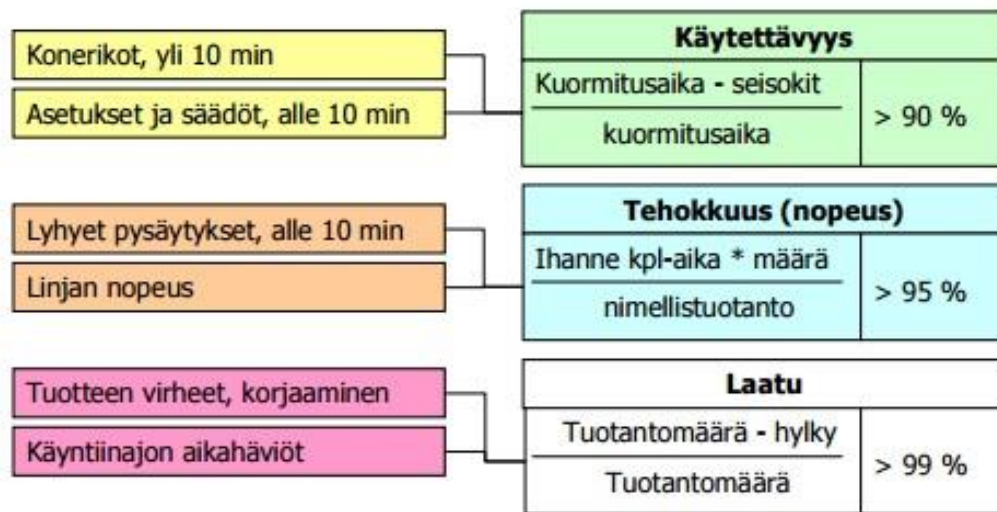 Konerikot, yli 10 min
Asetukset ja säädöt, alle 10 min
Käytettävyys
Kuormitusaika - seisokit
kuormitusaika
> 90 %
Lyhyet pysäytykset, alle 10 min
Linjan nopeus
Tehokkuus (nopeus)
Ihanne kpl-aika * määrä
nimellistuotanto
> 95 %
Tuotteen virheet, korjaaminen
Käyntiinajon aikahäviöt
Laatu
Tuotantomäärä - hylky
Tuotantomäärä
> 99 %